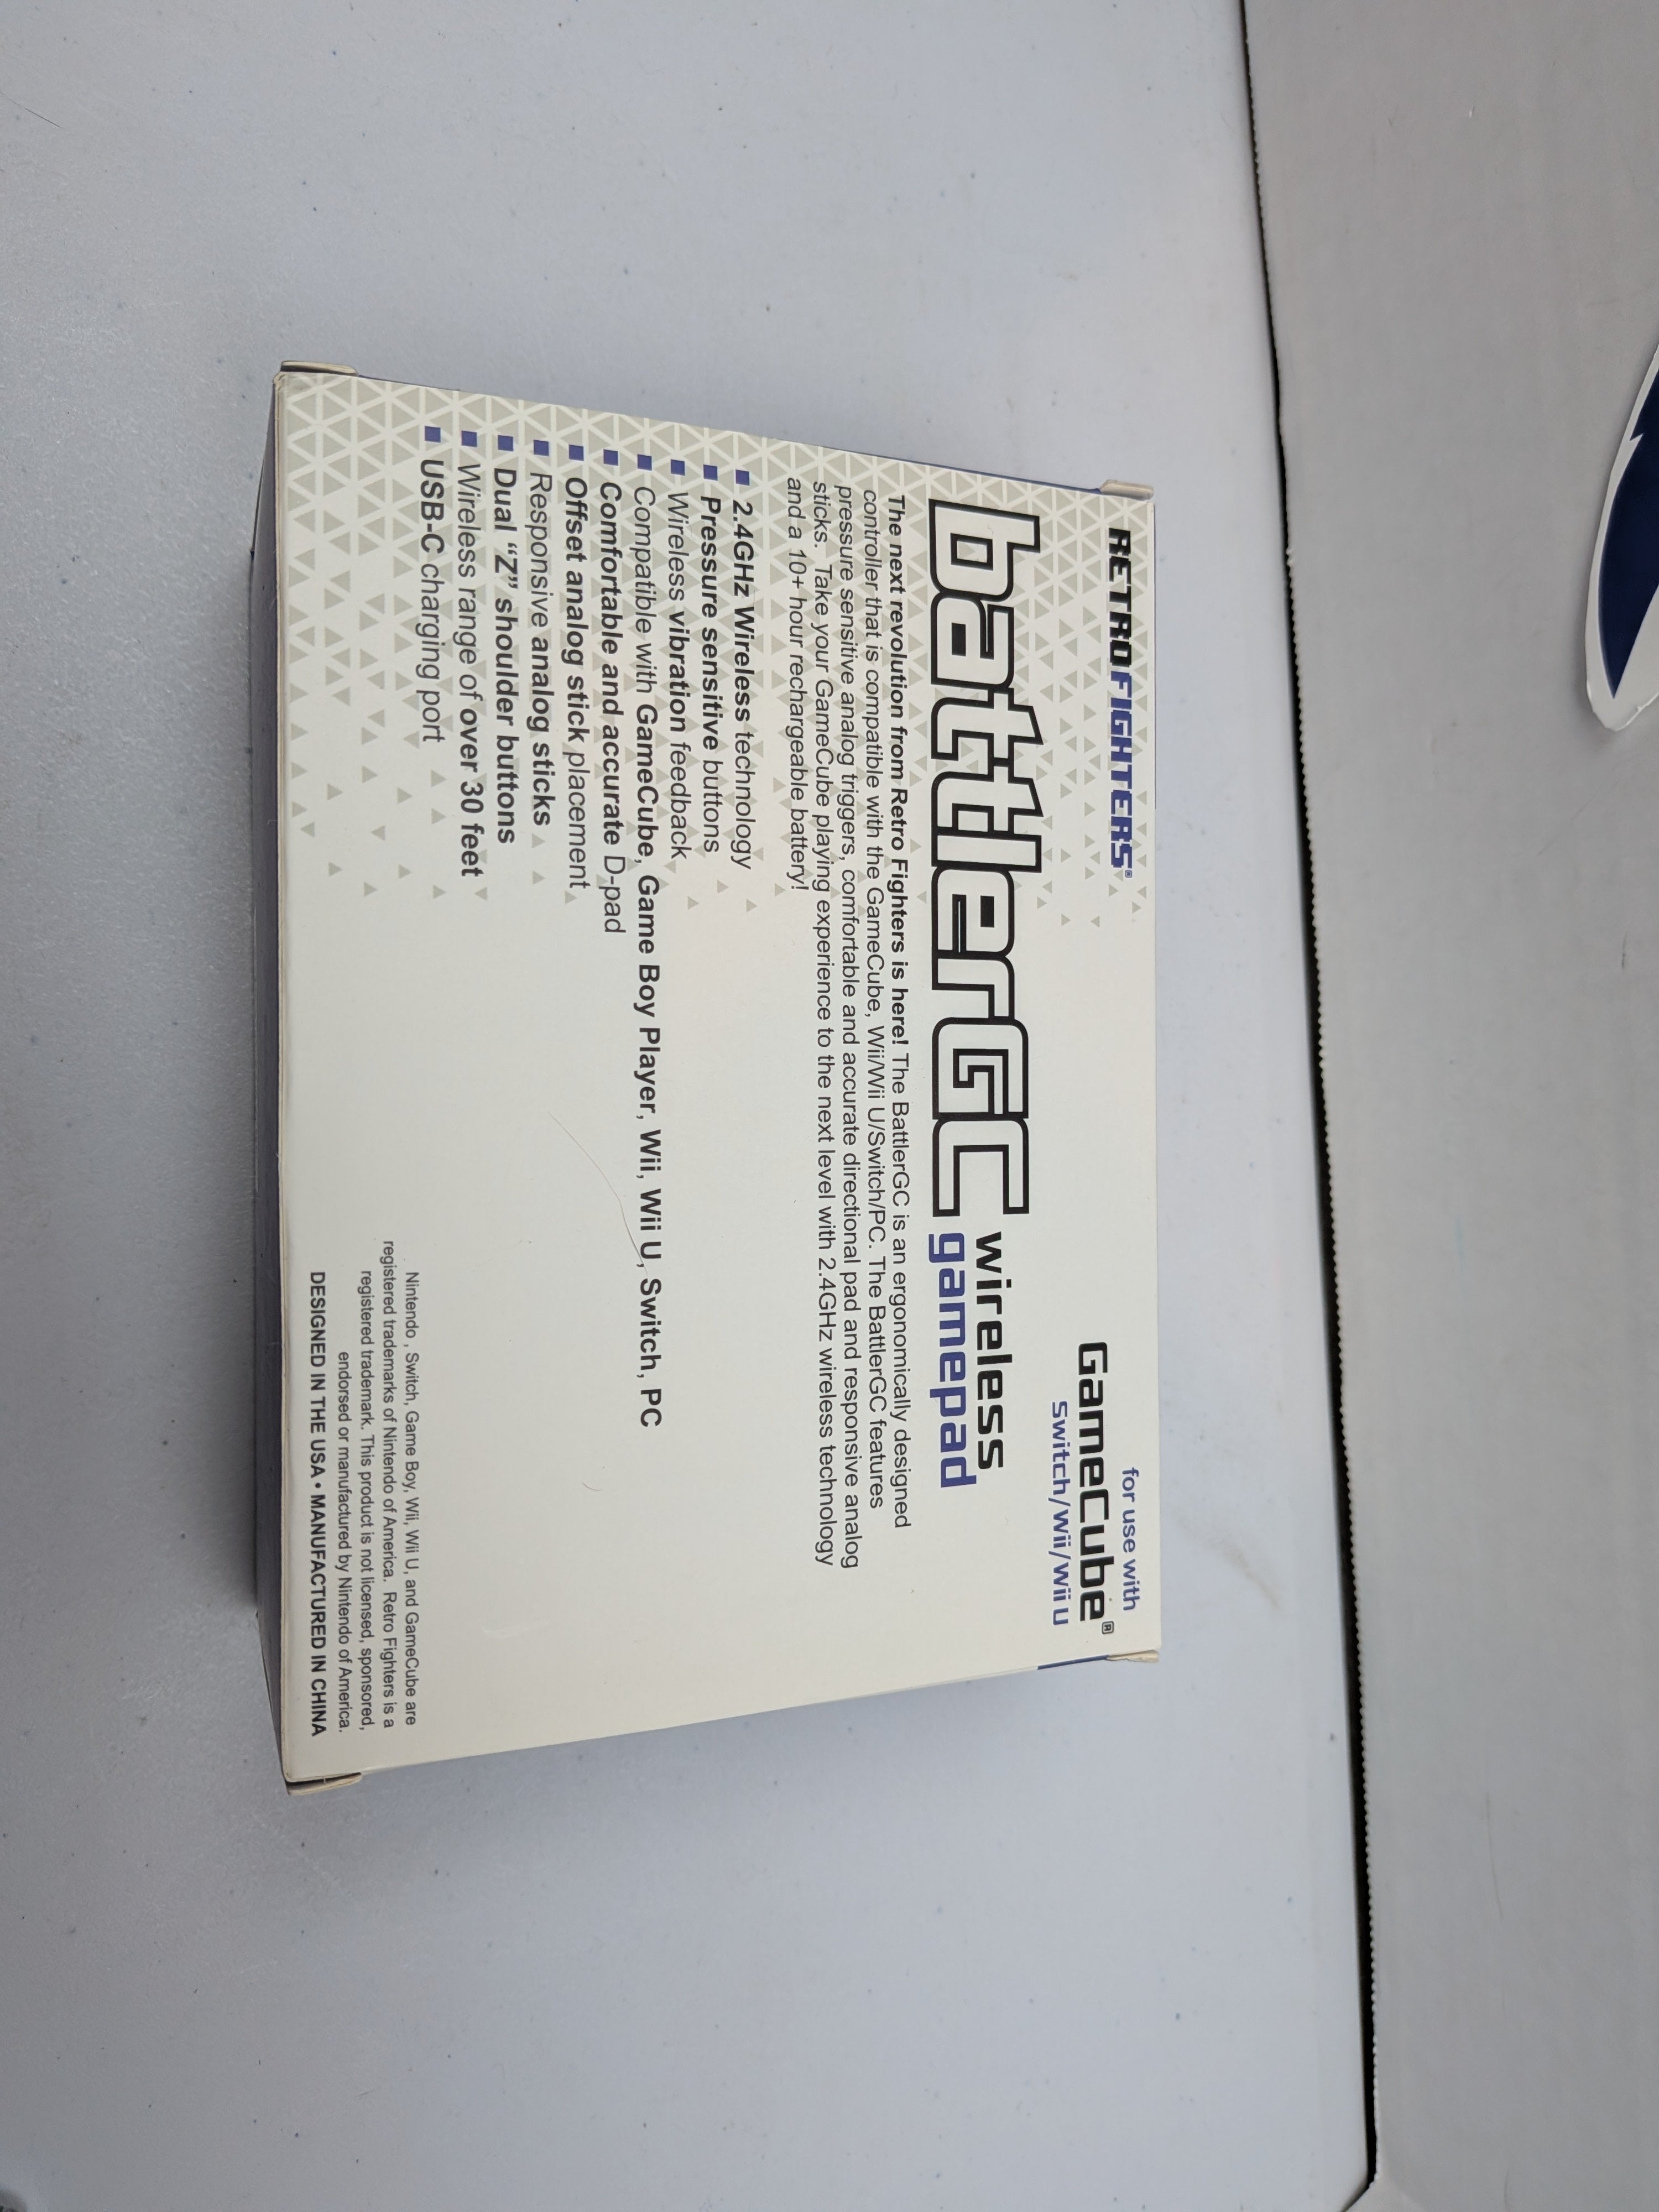 RETROFIGHTERS®
for use with
GameCube®
Switch/Wii/Wii U
battlerGC wireless gamepad
The next revolution from Retro Fighters is here! The BattlerGC is an ergonomically designed
controller that is compatible with the GameCube, Wii/Wii U/Switch/PC. The BattlerGC features
pressure sensitive analog triggers, comfortable and accurate directional pad and responsive analog
sticks. Take your GameCube playing experience to the next level with 2.4GHz wireless technology
and a 10+ hour rechargeable battery!
2.4GHz Wireless technology
Pressure sensitive buttons
Wireless vibration feedback
Compatible with GameCube, Game Boy Player, Wii, Wii U, Switch, PC
Comfortable and accurate D-pad
Offset analog stick placement
Responsive analog sticks
Dual “Z” shoulder buttons
Wireless range of over 30 feet
USB-C charging port
Nintendo , Switch, Game Boy, Wii, Wii U, and GameCube are
registered trademarks of Nintendo of America. Retro Fighters is a
registered trademark. This product is not licensed, sponsored,
endorsed or manufactured by Nintendo of America.
DESIGNED IN THE USA • MANUFACTURED IN CHINA